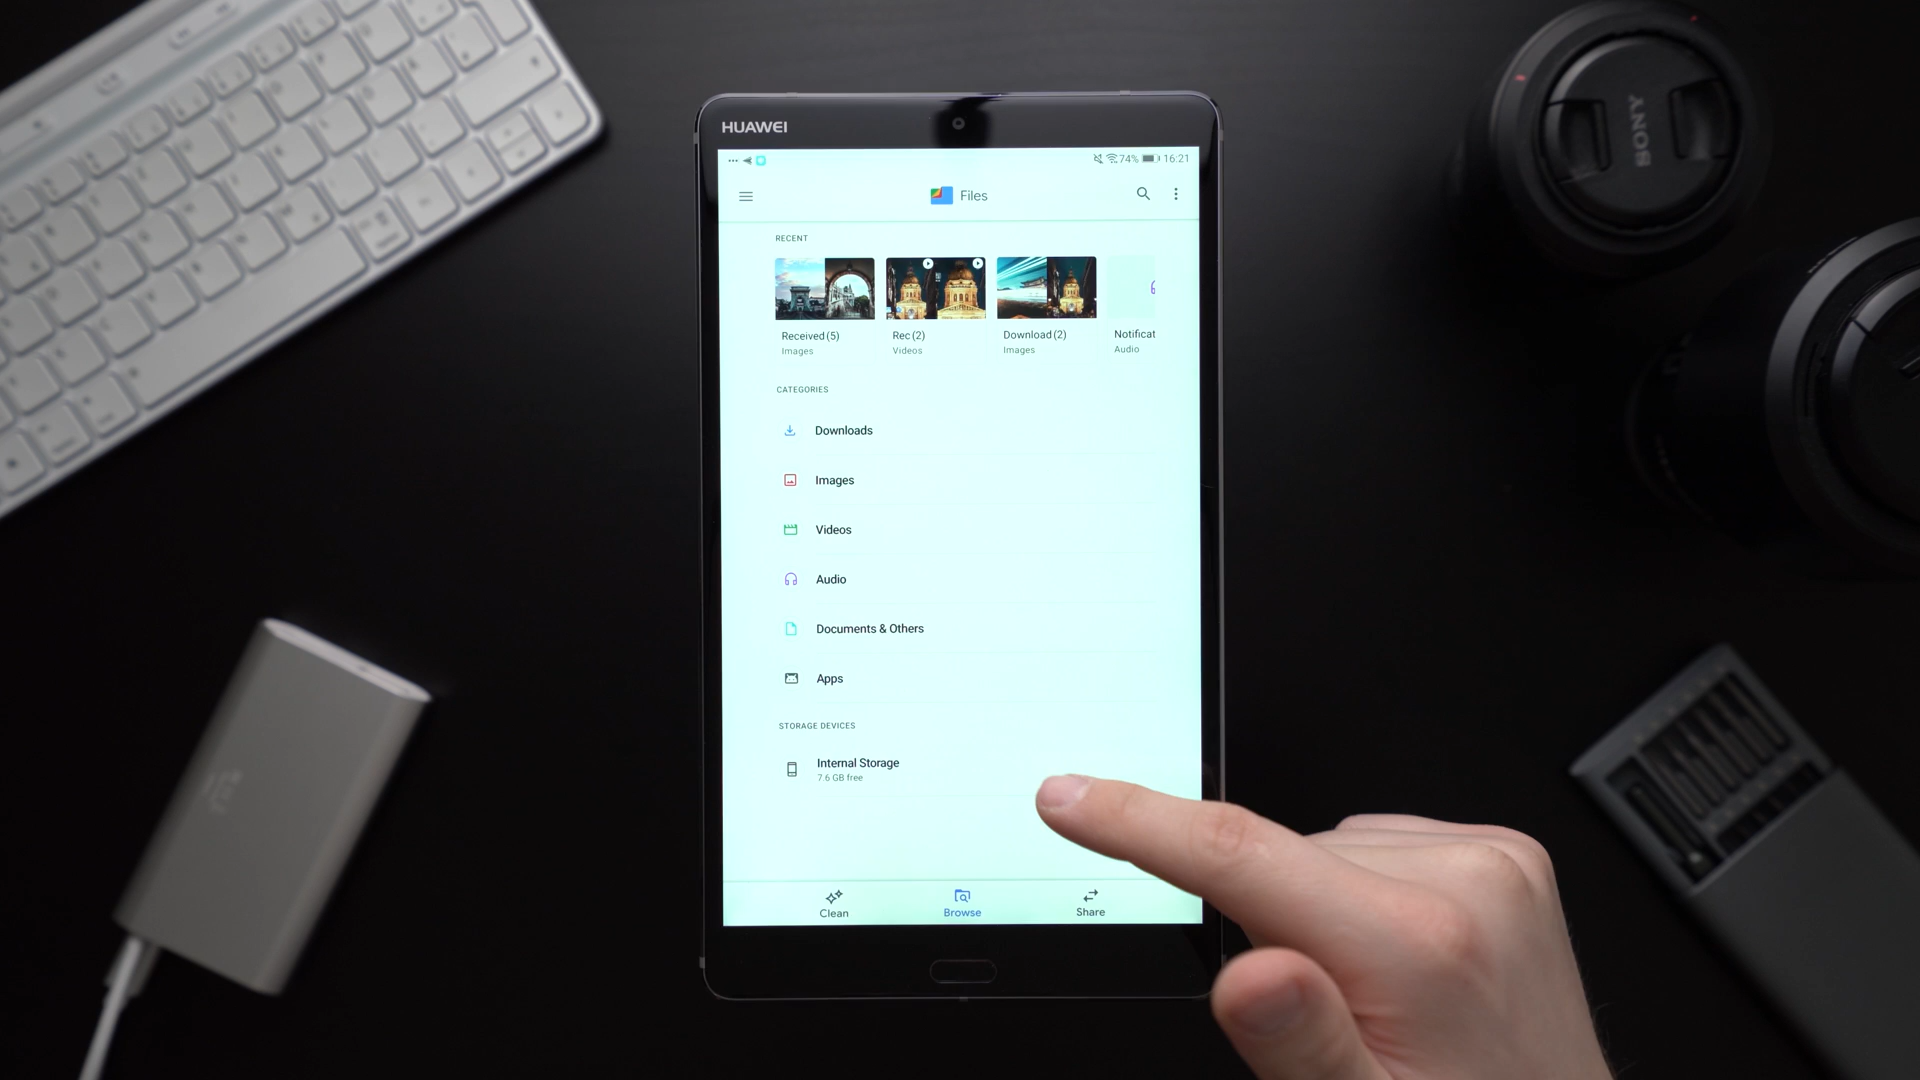 HUAWEI
74% 16:21
Files
RECENT
Received (5)
Images
Rec (2)
Videos
Download (2)
Images
Notificat
Audio
CATEGORIES
Downloads
Images
Videos
Audio
Documents & Others
Apps
STORAGE DEVICES
Internal Storage
7.6 GB free
Clean
Browse
Share
SONY